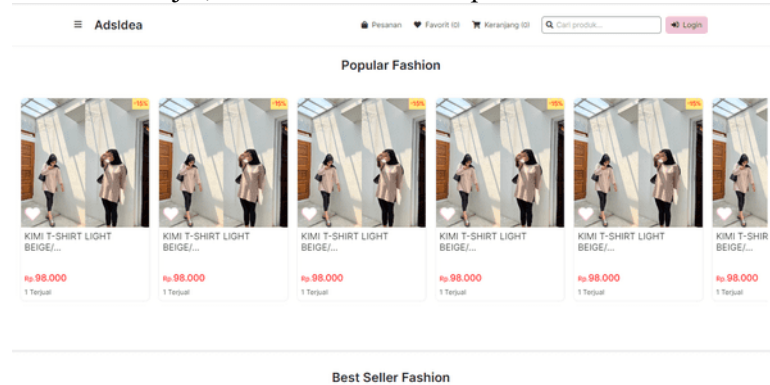 AdsIdea
Pesanan Favorit (0) Keranjang (0) Cari produk... Login
Popular Fashion
-15% -15% -15% -15% -15%
KIMI T-SHIRT LIGHT KIMI T-SHIRT LIGHT KIMI T-SHIRT LIGHT KIMI T-SHIRT LIGHT KIMI T-SHIRT LIGHT KIMI T-SHIR
BEIGE/... BEIGE/... BEIGE/... BEIGE/... BEIGE/... BEIGE/...
Rp.98.000 Rp.98.000 Rp.98.000 Rp.98.000 Rp.98.000 Rp.98.000
1 Terjual 1 Terjual 1 Terjual 1 Terjual 1 Terjual 1 Terjual
Best Seller Fashion